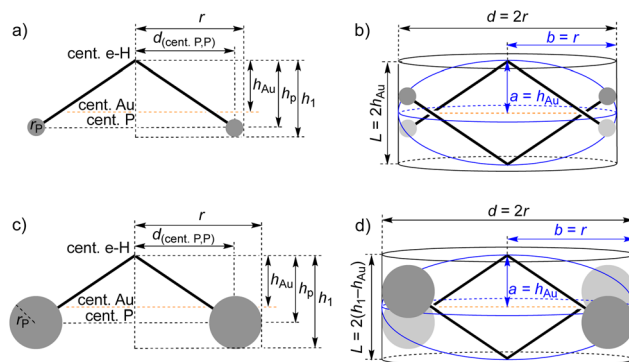 a)
r
d(cent. P,P)
cent. e-H
hAu
hp
h1
cent. Au
cent. P
rP
b)
d = 2r
b = r
L = 2hAu
a = hAu
c)
r
d(cent. P,P)
cent. e-H
hAu
hp
h1
cent. Au
cent. P
rP
d)
d = 2r
b = r
L = 2(h1–hAu)
a = hAu